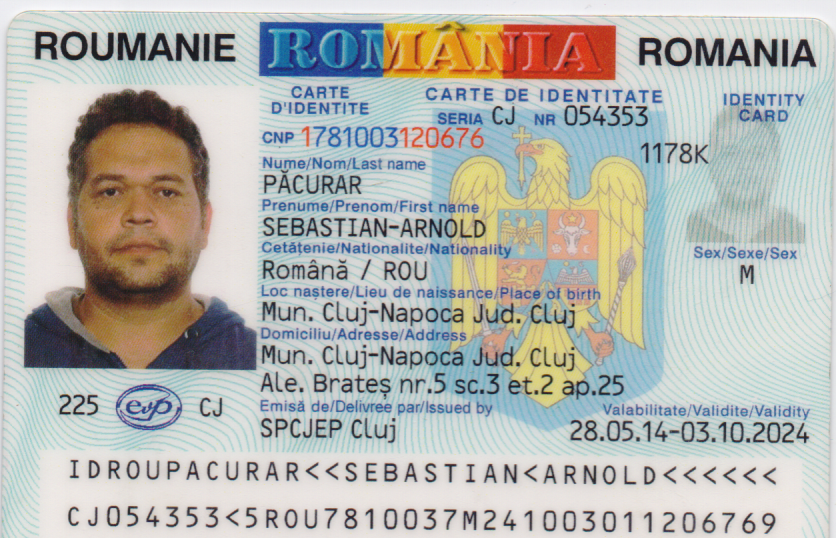 ROUMANIE ROMÂNIA ROMANIA
CARTE D'IDENTITE
CARTE DE IDENTITATE
IDENTITY CARD
SERIA CJ NR 054353
CNP 1781003120676
1178K
Nume/Nom/Last name
PĂCURAR
Prenume/Prenom/First name
SEBASTIAN-ARNOLD
Cetăţenie/Nationalite/Nationality
Română / ROU
Sex/Sexe/Sex
M
Loc naştere/Lieu de naissance/Place of birth
Mun. Cluj-Napoca Jud. Cluj
Domiciliu/Adresse/Address
Mun. Cluj-Napoca Jud. Cluj
Ale. Brateş nr.5 sc.3 et.2 ap.25
225 evp CJ
Emisă de/Delivree par/Issued by
SPCJEP Cluj
Valabilitate/Validite/Validity
28.05.14-03.10.2024
IDROUPACURAR<<SEBASTIAN<ARNOLD<<<<<<
CJ054353<5ROU7810037M241003011206769